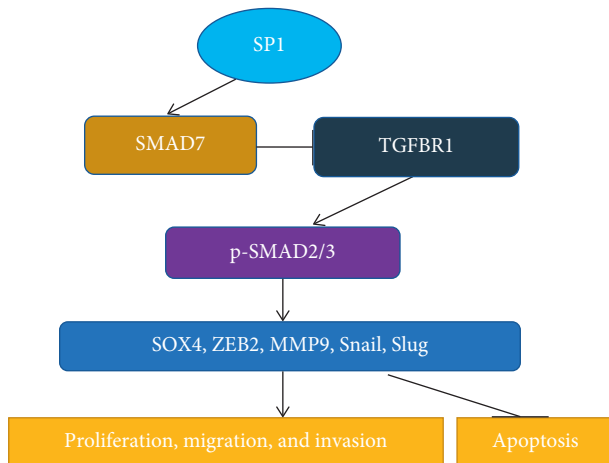 SP1
SMAD7
TGFBR1
p-SMAD2/3
SOX4, ZEB2, MMP9, Snail, Slug
Proliferation, migration, and invasion
Apoptosis